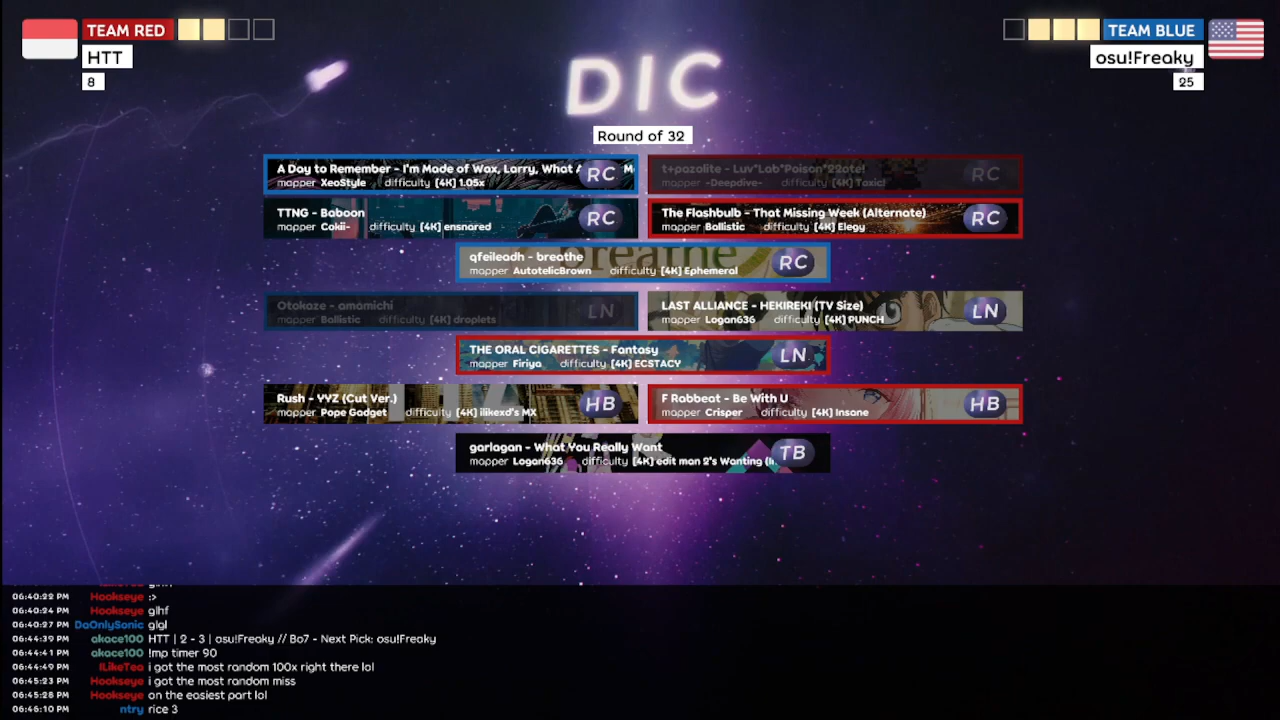 TEAM RED
HTT
8
DIC
Round of 32
TEAM BLUE
osu!Freaky
25
A Day to Remember - I'm Made of Wax, Larry, What A
mapper XeoStyle difficulty [4K] 1.05x
RC
t+pazolite - Luv*Lab*Poison*22ate!
mapper -Deepdive- difficulty [4K] Toxic!
RC
TTNG - Baboon
mapper Cokii- difficulty [4K] ensnared
RC
The Flashbulb - That Missing Week (Alternate)
mapper Ballistic difficulty [4K] Elegy
RC
qfeileadh - breathe
mapper AutotelicBrown difficulty [4K] Ephemeral
RC
Otokaze - amamichi
mapper Ballistic difficulty [4K] droplets
LN
LAST ALLIANCE - HEKIREKI (TV Size)
mapper Logan636 difficulty [4K] PUNCH
LN
THE ORAL CIGARETTES - Fantasy
mapper Firiya difficulty [4K] ECSTACY
LN
Rush - YYZ (Cut Ver.)
mapper Pope Gadget difficulty [4K] ilikexd's MX
HB
F Rabbeat - Be With U
mapper Crisper difficulty [4K] Insane
HB
garlagan - What You Really Want
mapper Logan636 difficulty [4K] edit man 2's Wanting
TB
06:40:22 PM Hookseye :>
06:40:24 PM Hookseye glhf
06:40:27 PM DaOnlySonic glgl
06:44:39 PM akace100 HTT | 2 - 3 | osu!Freaky // Bo7 - Next Pick: osu!Freaky
06:44:41 PM akace100 !mp timer 90
06:44:49 PM ILikeTea i got the most random 100x right there lol
06:45:23 PM Hookseye i got the most random miss
06:45:28 PM Hookseye on the easiest part lol
06:46:10 PM ntry rice 3